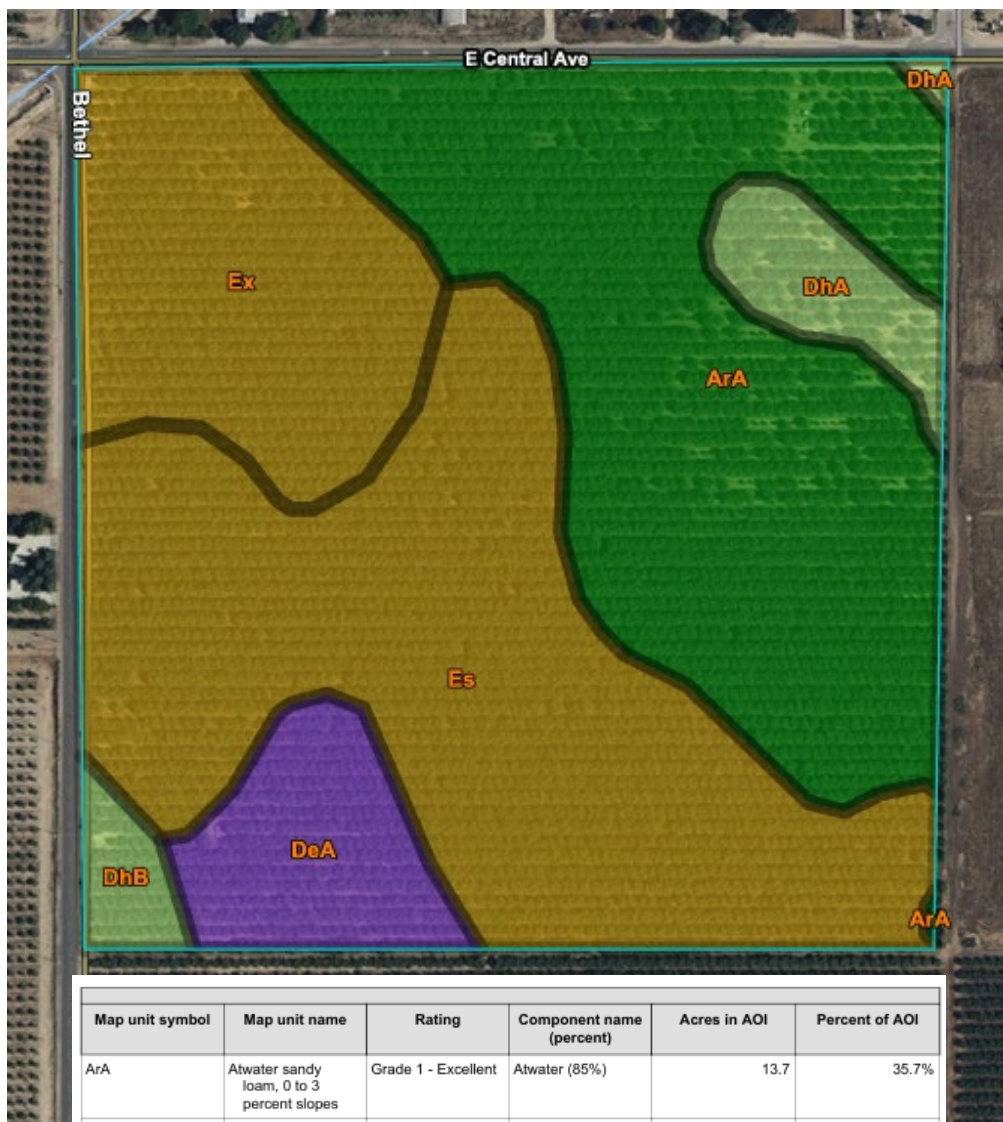 E Central Ave
Bethel
DhA
Ex
DhA
ArA
Es
DeA
DhB
ArA
Map unit symbol
Map unit name
Rating
Component name
(percent)
Acres in AOI
Percent of AOI
ArA
Atwater sandy
loam, 0 to 3
percent slopes
Grade 1 - Excellent
Atwater (85%)
13.7
35.7%